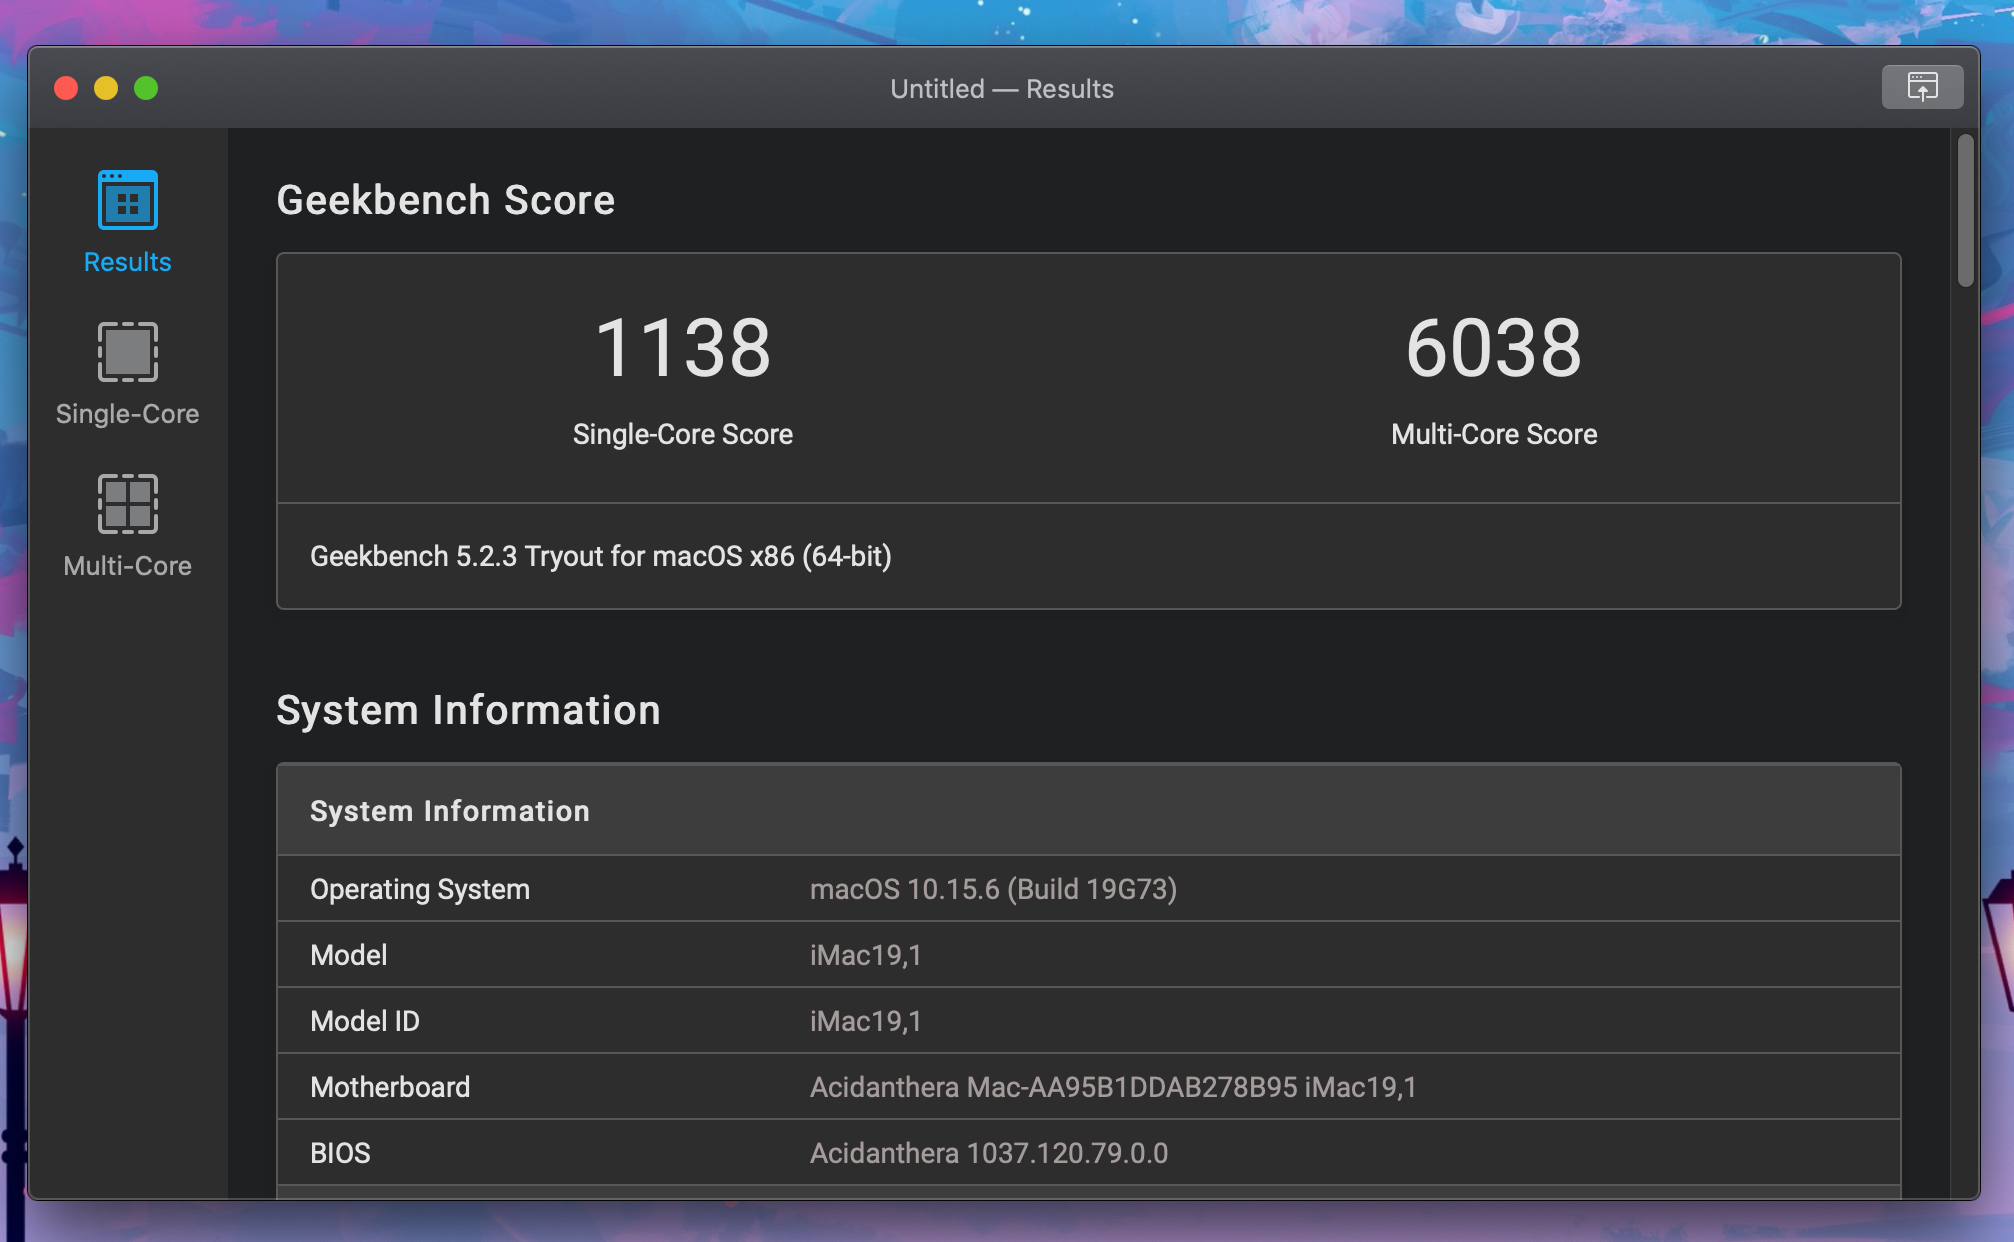 Untitled — Results
Results
Single-Core
Multi-Core
Geekbench Score
1138
Single-Core Score
6038
Multi-Core Score
Geekbench 5.2.3 Tryout for macOS x86 (64-bit)
System Information
System Information
Operating System macOS 10.15.6 (Build 19G73)
Model iMac19,1
Model ID iMac19,1
Motherboard Acidanthera Mac-AA95B1DDAB278B95 iMac19,1
BIOS Acidanthera 1037.120.79.0.0